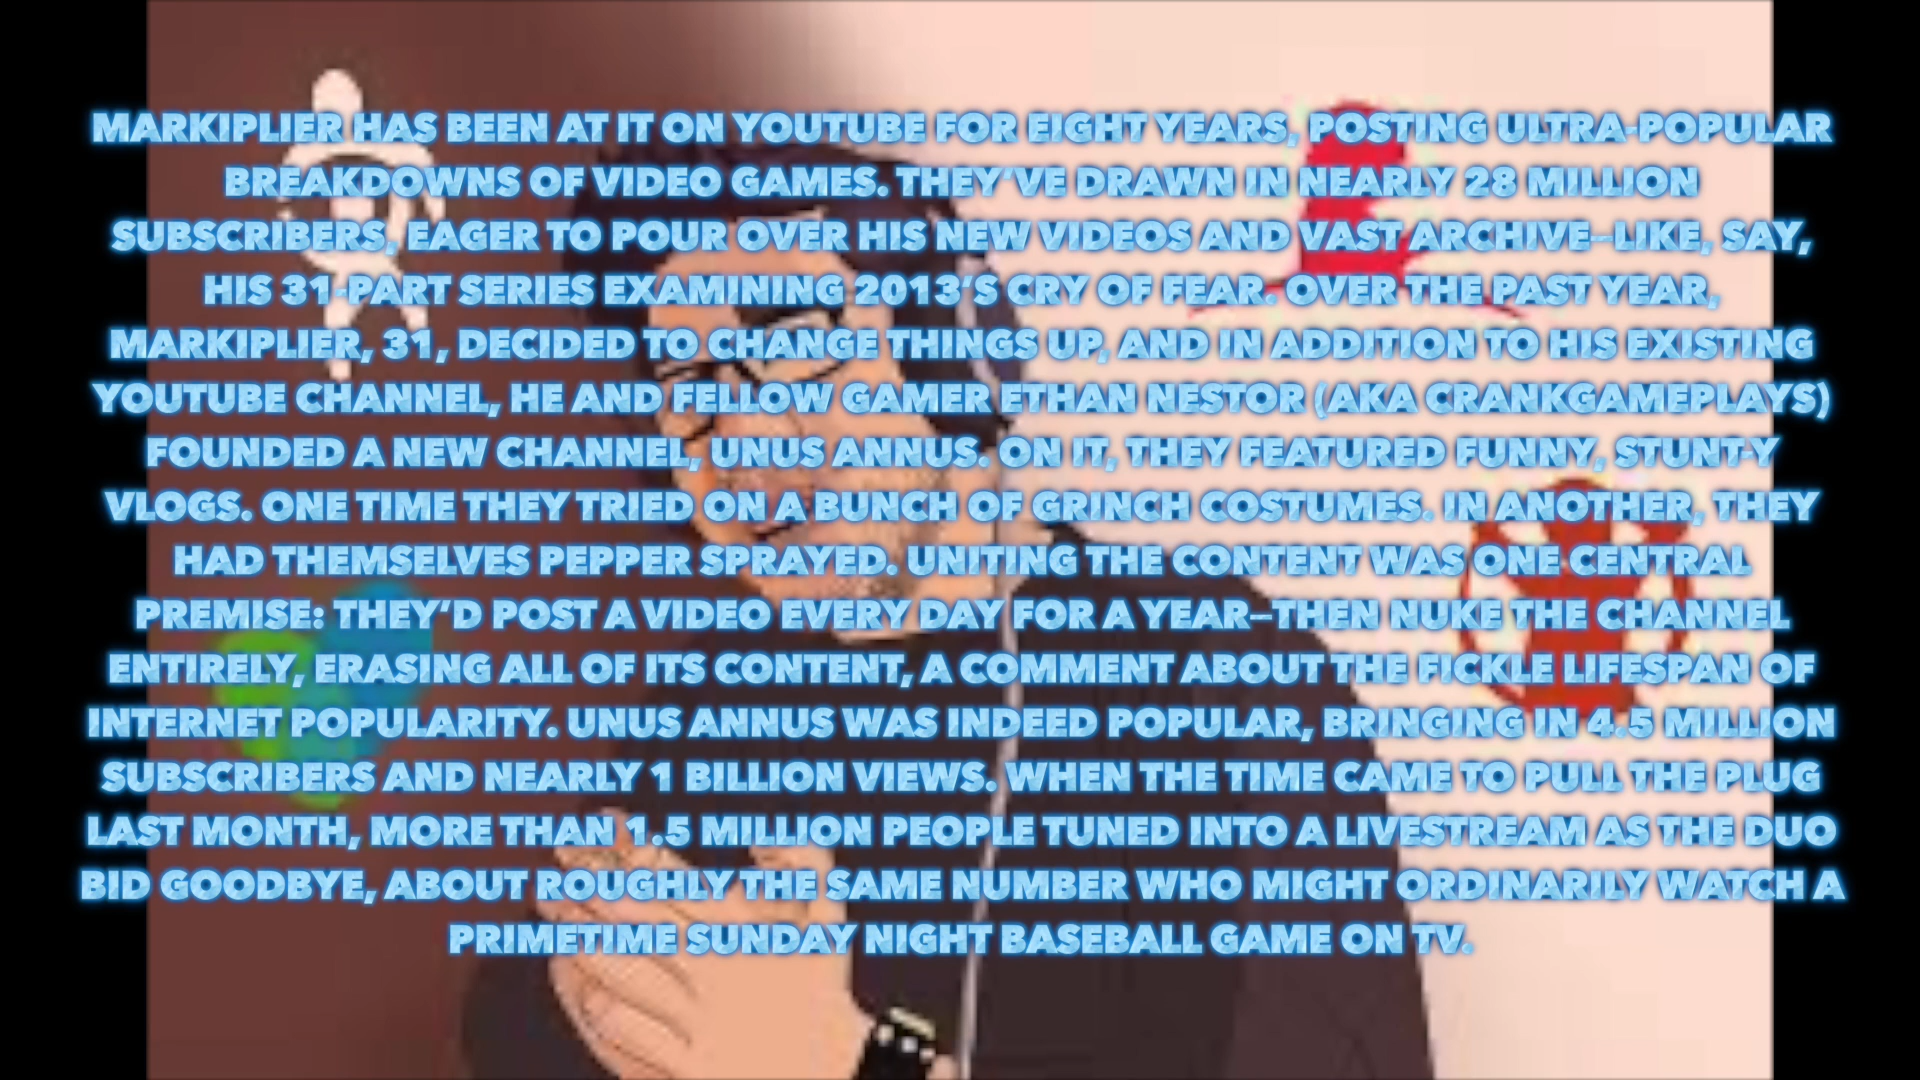 MARKIPLIER HAS BEEN AT IT ON YOUTUBE FOR EIGHT YEARS, POSTING ULTRA-POPULAR
BREAKDOWNS OF VIDEO GAMES. THEY'VE DRAWN IN NEARLY 28 MILLION
SUBSCRIBERS, EAGER TO POUR OVER HIS NEW VIDEOS AND VAST ARCHIVE—LIKE, SAY,
HIS 31-PART SERIES EXAMINING 2013'S CRY OF FEAR. OVER THE PAST YEAR,
MARKIPLIER, 31, DECIDED TO CHANGE THINGS UP, AND IN ADDITION TO HIS EXISTING
YOUTUBE CHANNEL, HE AND FELLOW GAMER ETHAN NESTOR (AKA CRANKGAMEPLAYS)
FOUNDED A NEW CHANNEL, UNUS ANNUS. ON IT, THEY FEATURED FUNNY, STUNT-Y
VLOGS. ONE TIME THEY TRIED ON A BUNCH OF GRINCH COSTUMES. IN ANOTHER, THEY
HAD THEMSELVES PEPPER SPRAYED. UNITING THE CONTENT WAS ONE CENTRAL
PREMISE: THEY'D POST A VIDEO EVERY DAY FOR A YEAR—THEN NUKE THE CHANNEL
ENTIRELY, ERASING ALL OF ITS CONTENT, A COMMENT ABOUT THE FICKLE LIFESPAN OF
INTERNET POPULARITY. UNUS ANNUS WAS INDEED POPULAR, BRINGING IN 4.5 MILLION
SUBSCRIBERS AND NEARLY 1 BILLION VIEWS. WHEN THE TIME CAME TO PULL THE PLUG
LAST MONTH, MORE THAN 1.5 MILLION PEOPLE TUNED INTO A LIVESTREAM AS THE DUO
BID GOODBYE, ABOUT ROUGHLY THE SAME NUMBER WHO MIGHT ORDINARILY WATCH A
PRIMETIME SUNDAY NIGHT BASEBALL GAME ON TV.